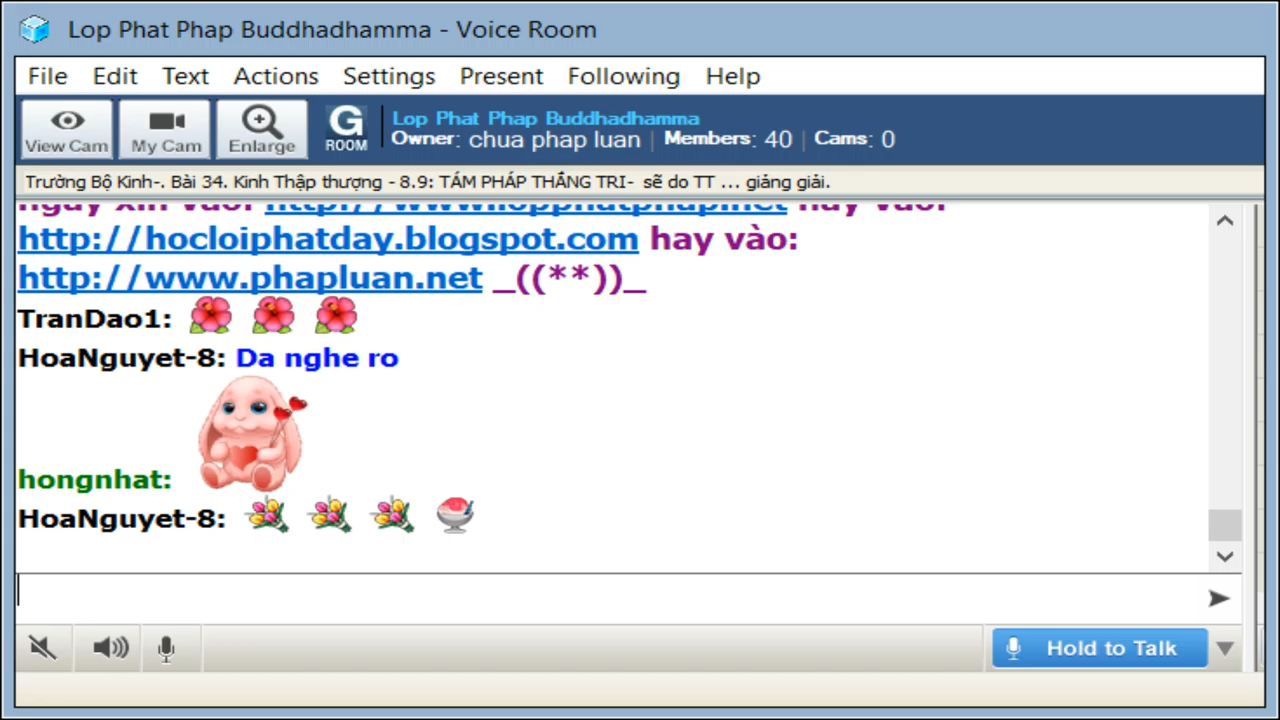 Lop Phat Phap Buddhadhamma - Voice Room
File Edit Text Actions Settings Present Following Help
View Cam My Cam Enlarge G ROOM
Lop Phat Phap Buddhadhamma
Owner: chua phap luan | Members: 40 | Cams: 0
Trường Bộ Kinh-. Bài 34. Kinh Thập thượng - 8.9: TÁM PHÁP THẮNG TRI- sẽ do TT ... giảng giải.
http://hocloiphatday.blogspot.com hay vào:
http://www.phapluan.net _((**))_
TranDao1:
HoaNguyet-8: Da nghe ro
hongnhat:
HoaNguyet-8:
Hold to Talk